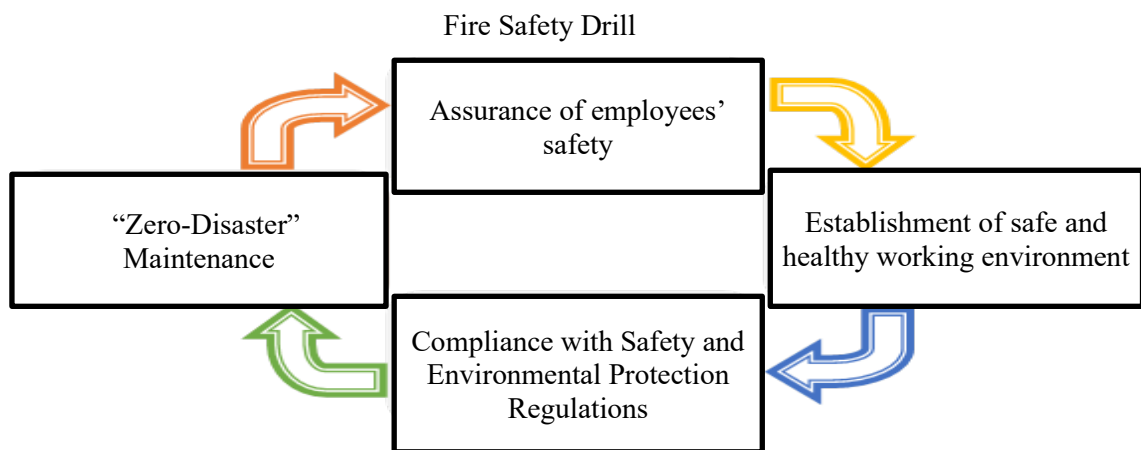 Fire Safety Drill
Assurance of employees’
safety
“Zero-Disaster”
Maintenance
Establishment of safe and
healthy working environment
Compliance with Safety and
Environmental Protection
Regulations